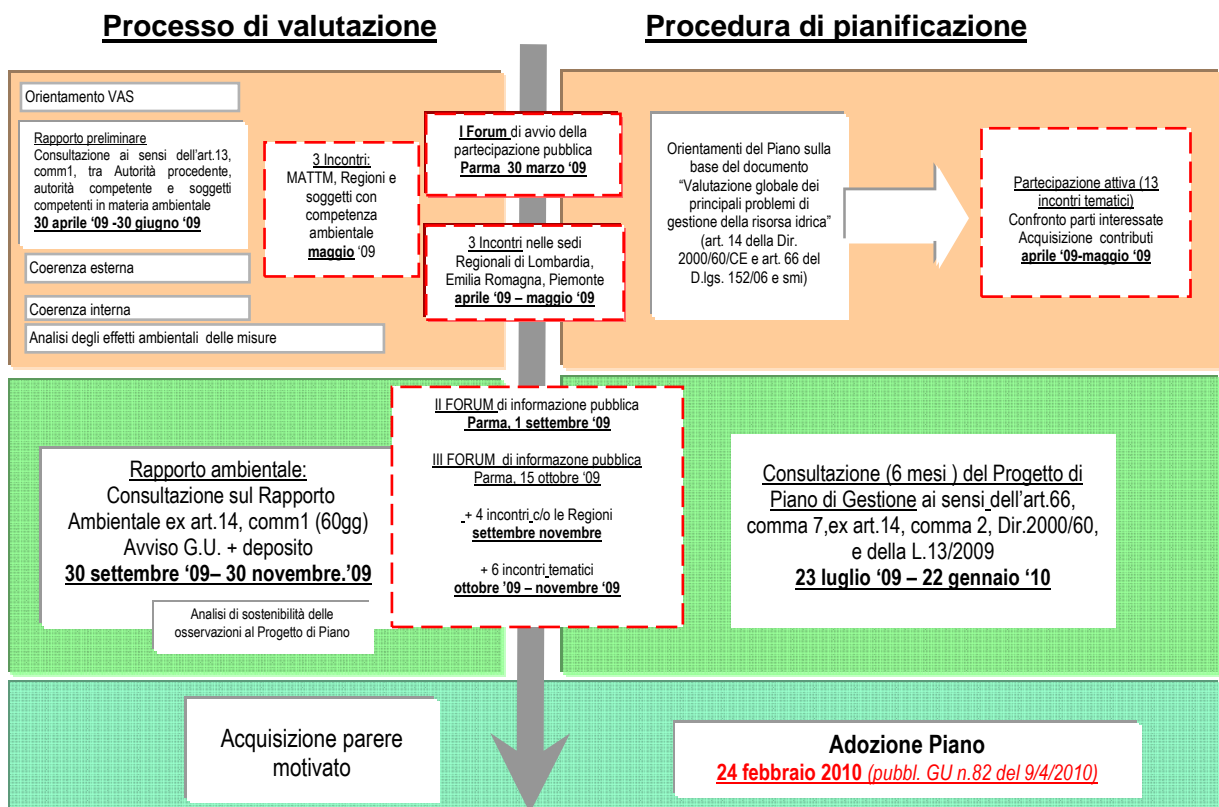 Processo di valutazione
Procedura di pianificazione
Orientamento VAS
Rapporto preliminare
Consultazione ai sensi dell'art.13,
comm1, tra Autorità procedente,
autorità competente e soggetti
competenti in materia ambientale
30 aprile '09 -30 giugno '09
Coerenza esterna
Coerenza interna
Analisi degli effetti ambientali delle misure
3 Incontri:
MATTM, Regioni e
soggetti con
competenza
ambientale
maggio '09
I Forum di avvio della
partecipazione pubblica
Parma 30 marzo '09
3 Incontri nelle sedi
Regionali di Lombardia,
Emilia Romagna, Piemonte
aprile '09 – maggio '09
Orientamenti del Piano sulla
base del documento
"Valutazione globale dei
principali problemi di
gestione della risorsa idrica"
(art. 14 della Dir.
2000/60/CE e art. 66 del
D.lgs. 152/06 e smi)
Partecipazione attiva (13
incontri tematici)
Confronto parti interessate
Acquisizione contributi
aprile '09-maggio '09
Rapporto ambientale:
Consultazione sul Rapporto
Ambientale ex art.14, comm1 (60gg)
Avviso G.U. + deposito
30 settembre '09– 30 novembre.'09
Analisi di sostenibilità delle
osservazioni al Progetto di Piano
II FORUM di informazione pubblica
Parma, 1 settembre '09
III FORUM di informazone pubblica
Parma, 15 ottobre '09
+ 4 incontri c/o le Regioni
settembre novembre
+ 6 incontri tematici
ottobre '09 – novembre '09
Consultazione (6 mesi ) del Progetto di
Piano di Gestione ai sensi dell'art.66,
comma 7,ex art.14, comma 2, Dir.2000/60,
e della L.13/2009
23 luglio '09 – 22 gennaio '10
Acquisizione parere
motivato
Adozione Piano
24 febbraio 2010 (pubbl. GU n.82 del 9/4/2010)